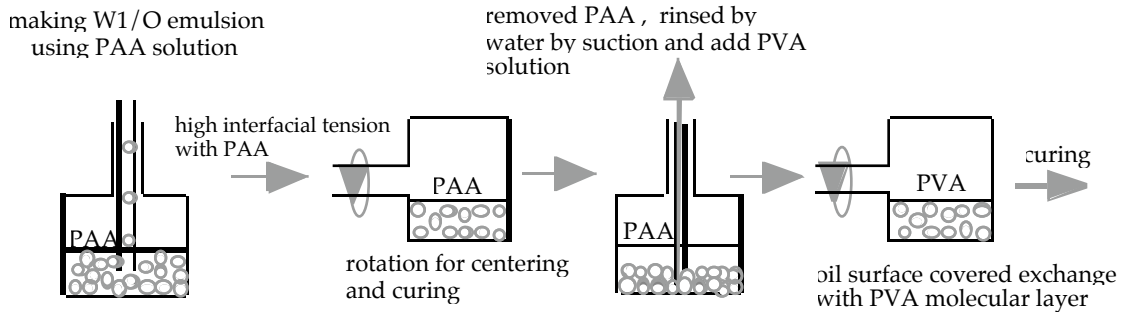 making W1/O emulsion
using PAA solution
removed PAA , rinsed by
water by suction and add PVA
solution
high interfacial tension
with PAA
PAA
PAA
rotation for centering
and curing
PAA
PVA
curing
oil surface covered exchange
with PVA molecular layer